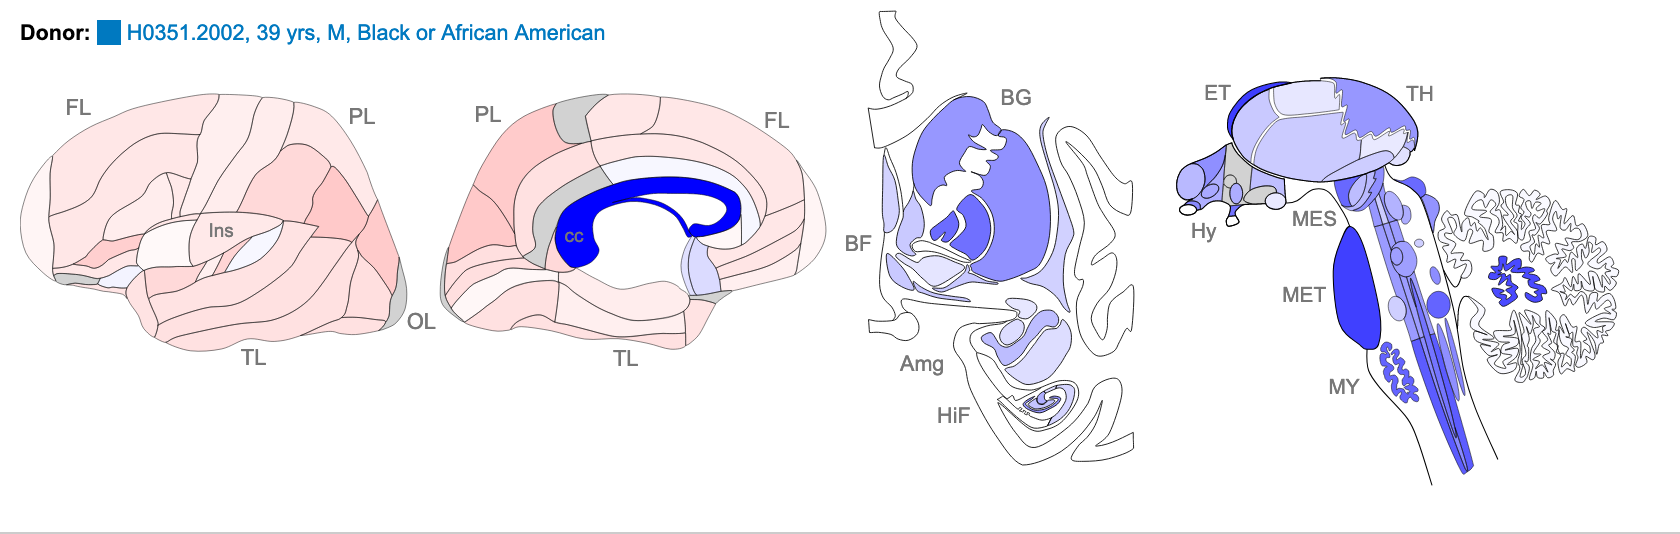 Donor: H0351.2002, 39 yrs, M, Black or African American
FL
PL
Ins
OL
TL
PL
FL
cc
TL
BG
BF
Amg
HiF
ET
TH
Hy
MES
MET
MY